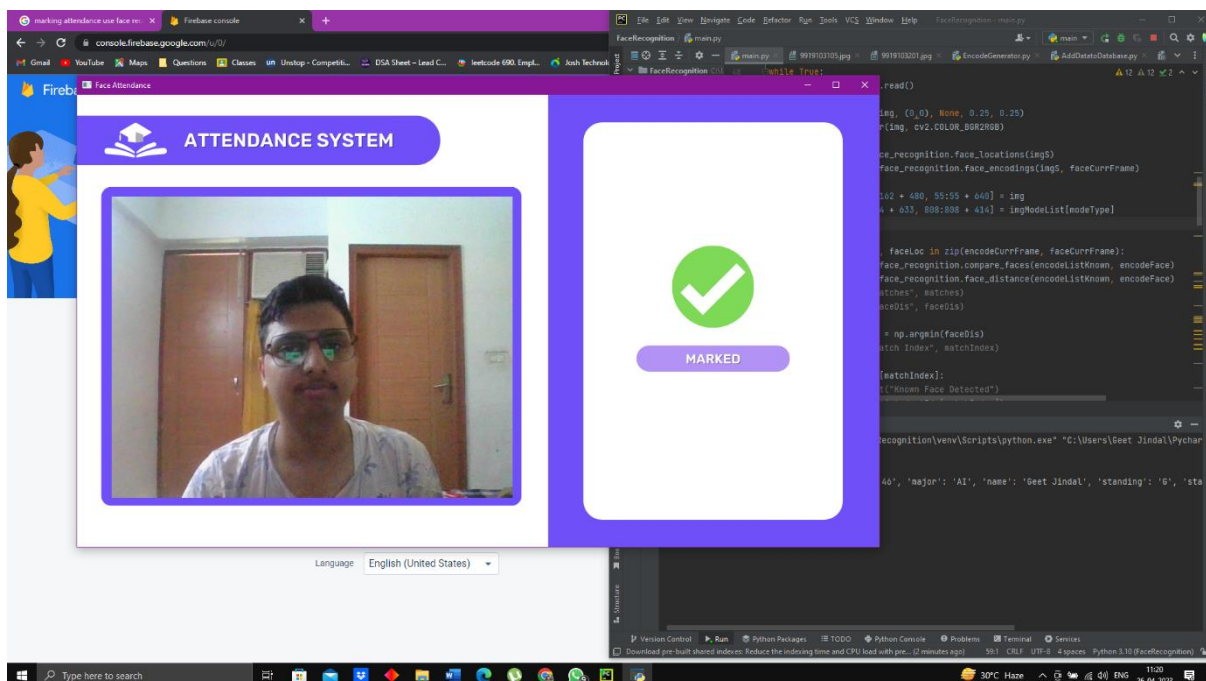 marking attendance use face rec
Firebase console
console.firebase.google.com/u/0/
Gmail
YouTube
Maps
Questions
Classes
Unstop - Competiti...
DSA Sheet – Lead C...
leetcode 690. Empl...
Josh Technol
Face Attendance
ATTENDANCE SYSTEM
MARKED
Language
English (United States)
File Edit View Navigate Code Refactor Run Tools VCS Window Help
FaceRecognition - main.py
FaceRecognition
main.py
main
Project
main.py
9919103105.jpg
9919103201.jpg
EncodeGenerator.py
AddDatatoDatabase.py
FaceRecognition
while True:
12 12 2
.read()
img, (0,0), None, 0.25, 0.25)
r(img, cv2.COLOR_BGR2RGB)
ce_recognition.face_locations(imgS)
face_recognition.face_encodings(imgS, faceCurrFrame)
162 + 480, 55:55 + 640] = img
4 + 633, 808:808 + 414] = imgModeList[modeType]
, faceLoc in zip(encodeCurrFrame, faceCurrFrame):
face_recognition.compare_faces(encodeListKnown, encodeFace)
face_recognition.face_distance(encodeListKnown, encodeFace)
atches", matches)
aceDis", faceDis)
= np.argmin(faceDis)
atch Index", matchIndex)
[matchIndex]:
t("Known Face Detected")
ecognition\venv\Scripts\python.exe" "C:\Users\Geet Jindal\Pychar
46', 'major': 'AI', 'name': 'Geet Jindal', 'standing': 'G', 'sta
Structure
Version Control
Run
Python Packages
TODO
Python Console
Problems
Terminal
Services
Download pre-built shared indexes: Reduce the indexing time and CPU load with pre... (2 minutes ago)
59:1 CRLF UTF-8 4 spaces Python 3.10 (FaceRecognition)
Type here to search
30°C Haze
ENG
11:20
26-04-2023